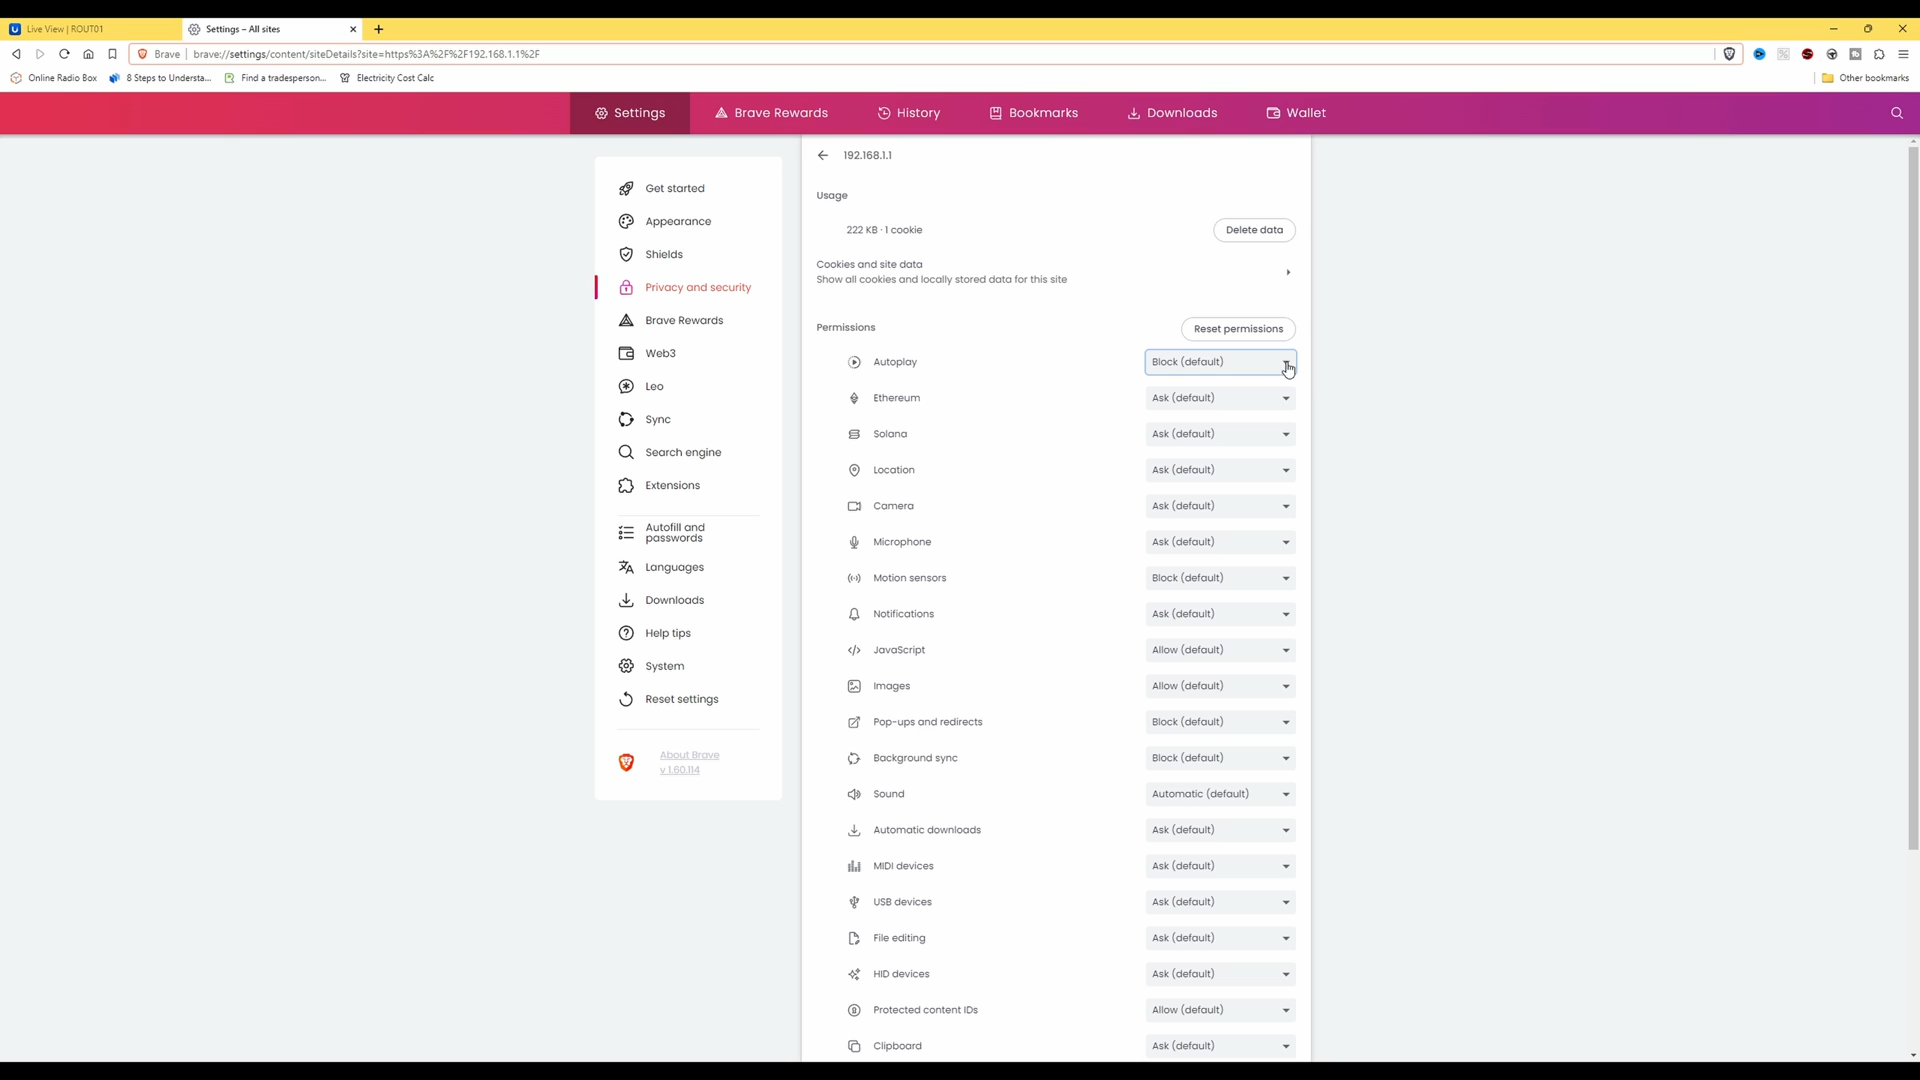 Live View | ROUT01
Settings – All sites
Brave
brave://settings/content/siteDetails?site=https%3A%2F%2F192.168.1.1%2F
Online Radio Box
8 Steps to Understa...
Find a tradesperson...
Electricity Cost Calc
Other bookmarks
Settings
Brave Rewards
History
Bookmarks
Downloads
Wallet
Get started
Appearance
Shields
Privacy and security
Brave Rewards
Web3
Leo
Sync
Search engine
Extensions
Autofill and
passwords
Languages
Downloads
Help tips
System
Reset settings
About Brave
v 1.60.114
192.168.1.1
Usage
222 KB · 1 cookie
Delete data
Cookies and site data
Show all cookies and locally stored data for this site
Permissions
Reset permissions
Autoplay Block (default)
Ethereum Ask (default)
Solana Ask (default)
Location Ask (default)
Camera Ask (default)
Microphone Ask (default)
Motion sensors Block (default)
Notifications Ask (default)
JavaScript Allow (default)
Images Allow (default)
Pop-ups and redirects Block (default)
Background sync Block (default)
Sound Automatic (default)
Automatic downloads Ask (default)
MIDI devices Ask (default)
USB devices Ask (default)
File editing Ask (default)
HID devices Ask (default)
Protected content IDs Allow (default)
Clipboard Ask (default)